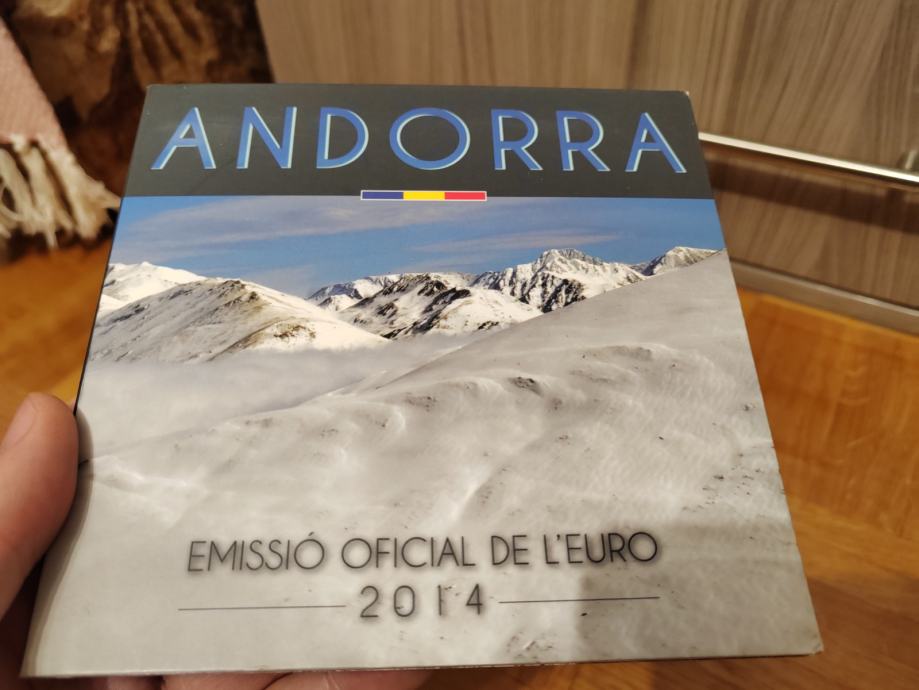 ANDORRA
EMISSIÓ OFICIAL DE L'EURO
2014